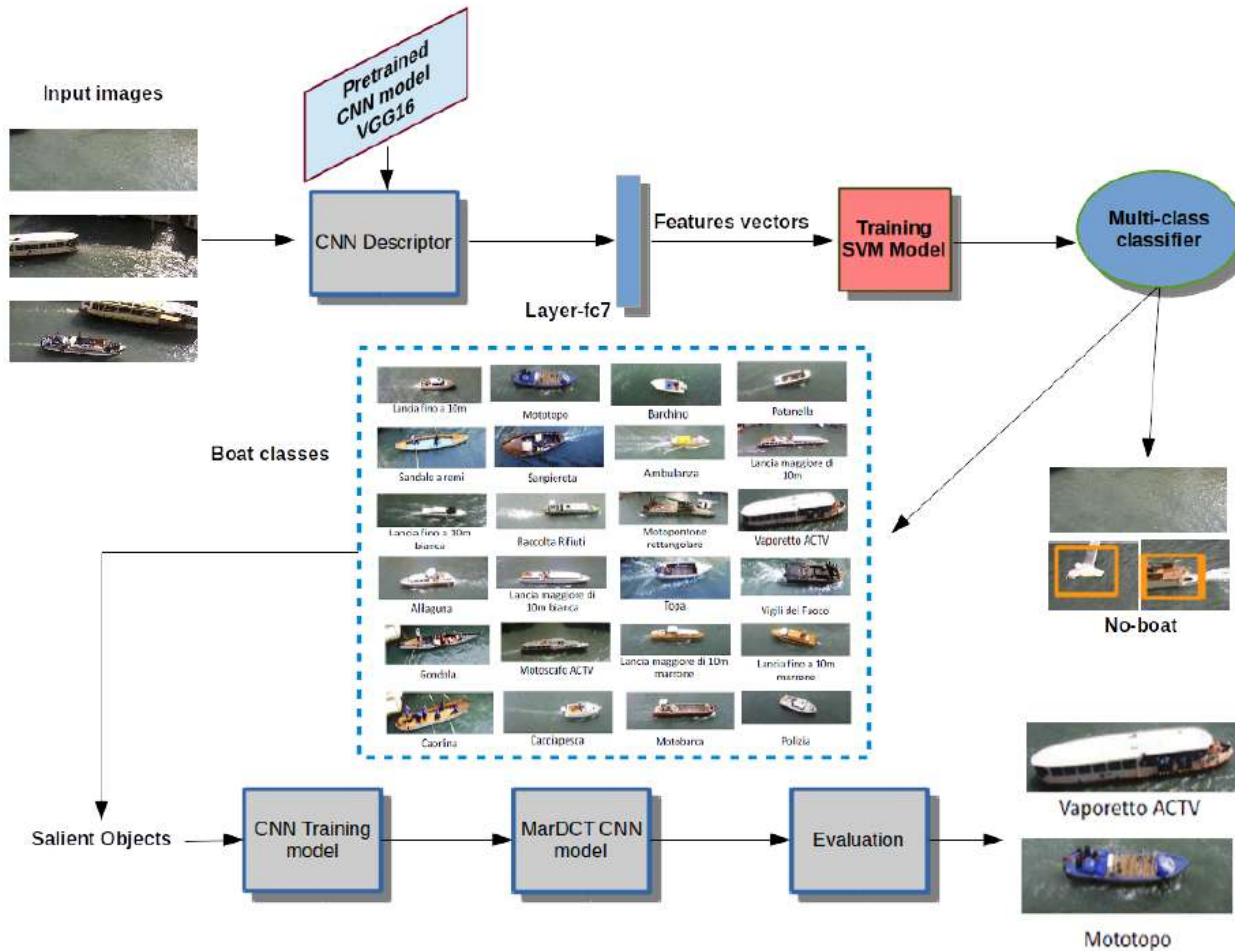 Input images
Pretrained
CNN model
VGG16
CNN Descriptor
Layer-fc7
Features vectors
Training
SVM Model
Multi-class
classifier
Boat classes
Lancia fino a 10m
Mototopo
Barchino
Patanella
Sandalo a remi
Sanpierota
Ambulanza
Lancia maggiore di
10m
Lancia fino a 10m
bianca
Raccolta Rifiuti
Motopontone
rettangolare
Vaporetto ACTV
Alilaguna
Lancia maggiore di
10m bianca
Topa
Vigili del Fuoco
Gondola
Motoscafo ACTV
Lancia maggiore di 10m
marrone
Lancia fino a 10m
marrone
Caorlina
Cacciapesca
Motobarca
Polizia
No-boat
Salient Objects
CNN Training
model
MarDCT CNN
model
Evaluation
Vaporetto ACTV
Mototopo